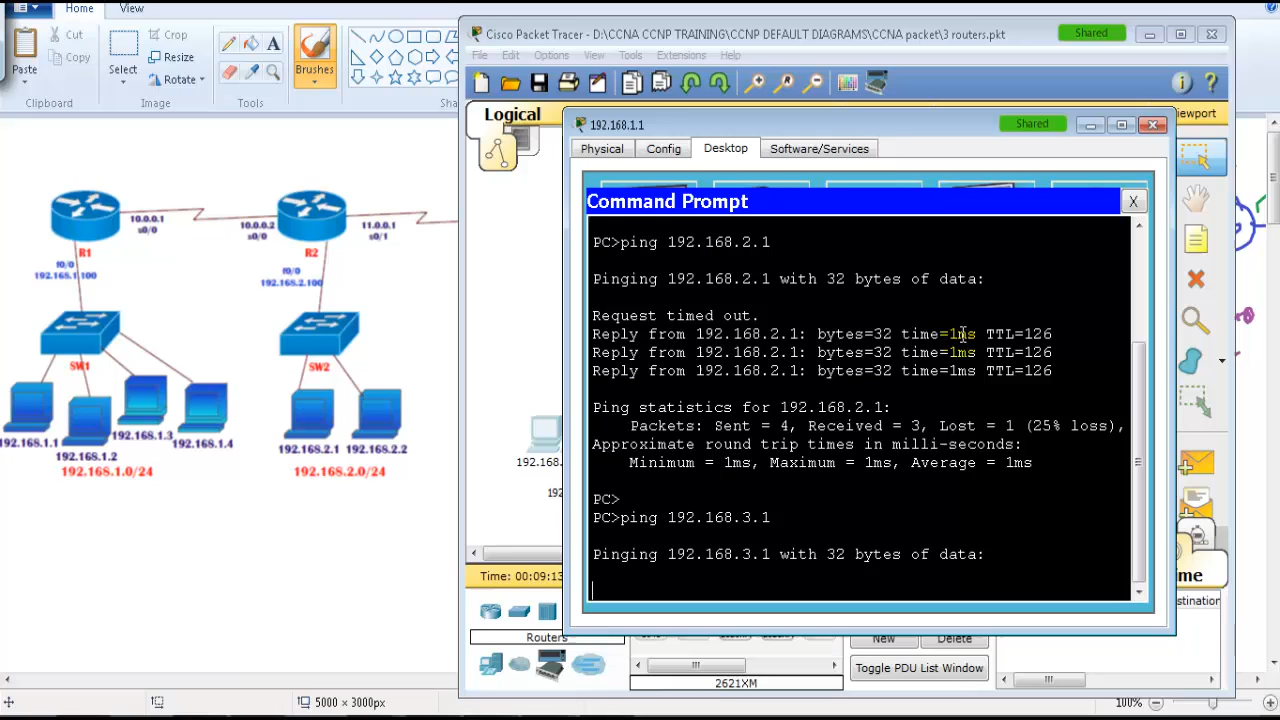 Home
View
Paste
Cut
Copy
Clipboard
Select
Crop
Resize
Rotate
Image
Tools
Brushes
Cisco Packet Tracer - D:\CCNA CCNP TRAINING\CCNP DEFAULT DIAGRAMS\CCNA packet\3 routers.pkt
Shared
File Edit Options View Tools Extensions Help
Logical
192.168.1.1
Shared
Physical
Config
Desktop
Software/Services
Command Prompt
X
PC>ping 192.168.2.1
Pinging 192.168.2.1 with 32 bytes of data:
Request timed out.
Reply from 192.168.2.1: bytes=32 time=1ms TTL=126
Reply from 192.168.2.1: bytes=32 time=1ms TTL=126
Reply from 192.168.2.1: bytes=32 time=1ms TTL=126
Ping statistics for 192.168.2.1:
Packets: Sent = 4, Received = 3, Lost = 1 (25% loss),
Approximate round trip times in milli-seconds:
Minimum = 1ms, Maximum = 1ms, Average = 1ms
PC>
PC>ping 192.168.3.1
Pinging 192.168.3.1 with 32 bytes of data:
10.0.0.1
s0/0
10.0.0.2
s0/0
11.0.0.1
s0/1
R1
R2
f0/0
192.168.1.100
f0/0
192.168.2.100
SW1
SW2
192.168.1.1
192.168.1.2
192.168.1.3
192.168.1.4
192.168.2.1
192.168.2.2
192.168.1.0/24
192.168.2.0/24
192.168.
Time: 00:09:13
Routers
2621XM
New
Delete
Toggle PDU List Window
5000 × 3000px
100%